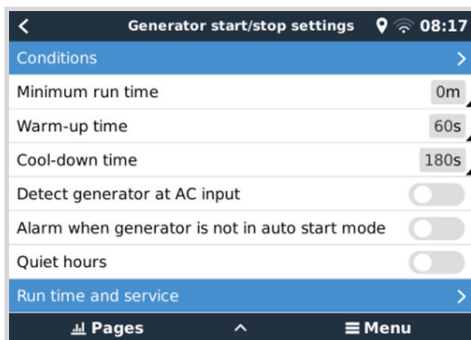 Generator start/stop settings 08:17
Conditions
Minimum run time 0m
Warm-up time 60s
Cool-down time 180s
Detect generator at AC input
Alarm when generator is not in auto start mode
Quiet hours
Run time and service
Pages Menu